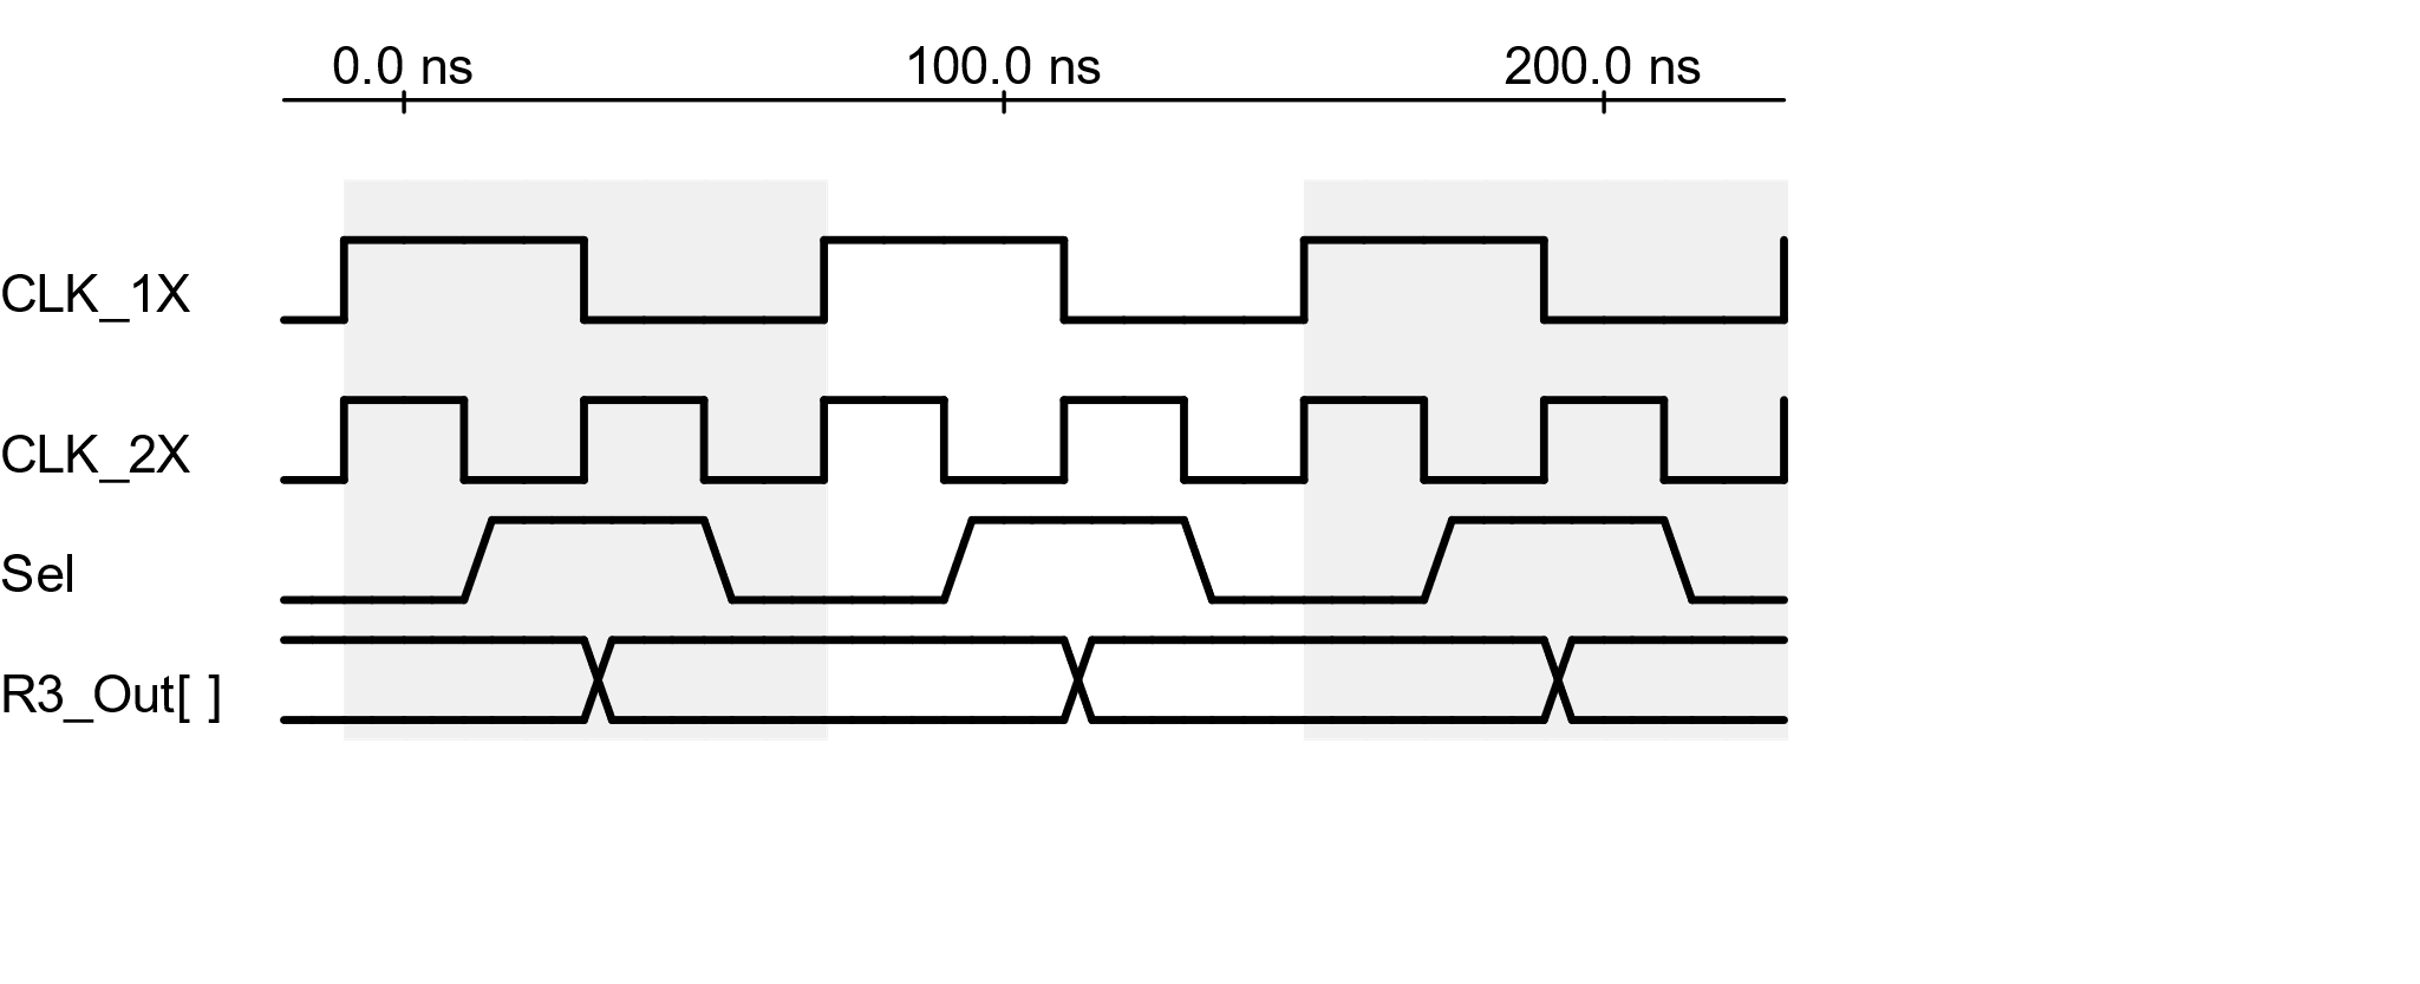 0.0 ns 100.0 ns 200.0 ns
CLK_1X
CLK_2X
Sel
R3_Out[ ]